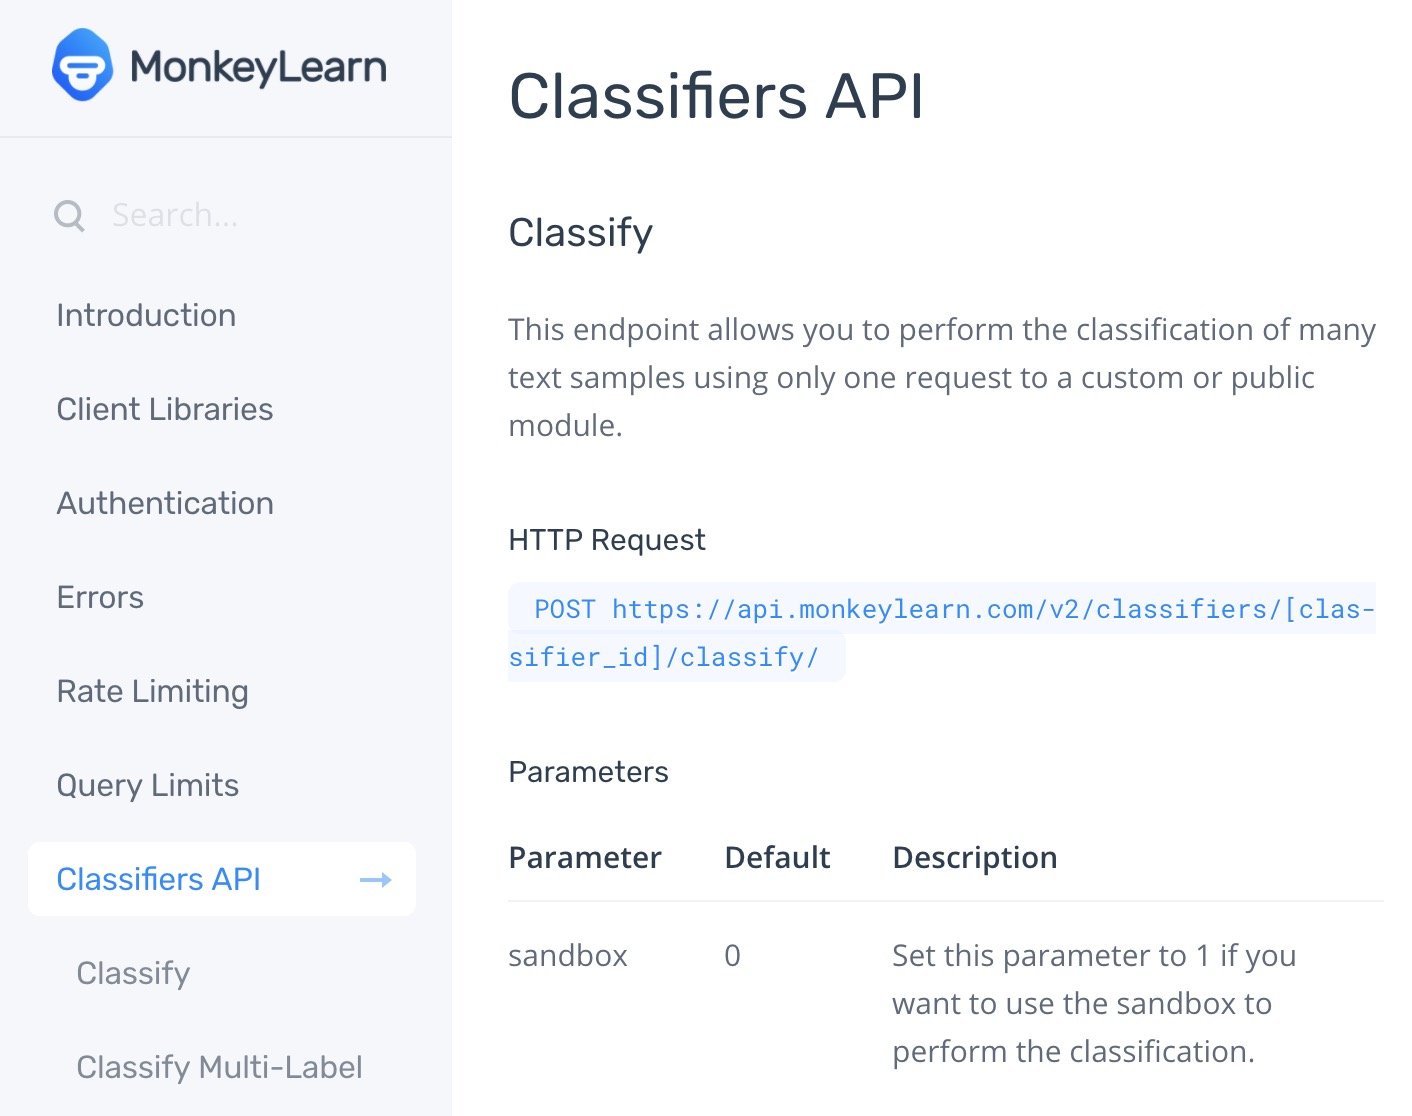 MonkeyLearn
Search...
Introduction
Client Libraries
Authentication
Errors
Rate Limiting
Query Limits
Classifiers API
Classify
Classify Multi-Label
Classifiers API
Classify
This endpoint allows you to perform the classification of many
text samples using only one request to a custom or public
module.
HTTP Request
POST https://api.monkeylearn.com/v2/classifiers/[clas-
sifier_id]/classify/
Parameters
Parameter Default Description
sandbox 0 Set this parameter to 1 if you
want to use the sandbox to
perform the classification.